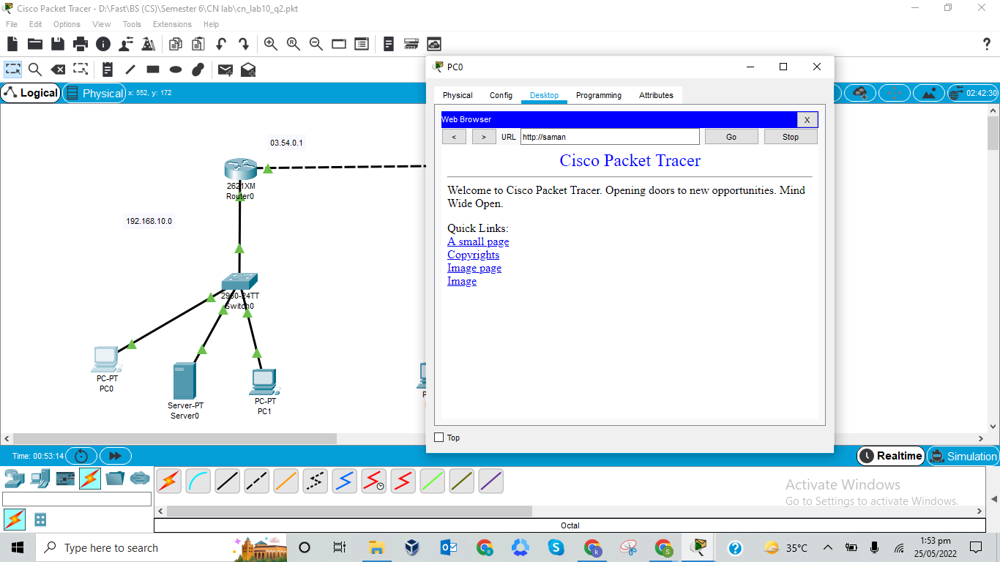 Cisco Packet Tracer - D:\Fast\BS (CS)\Semester 6\CN lab\cn_lab10_q2.pkt
File Edit Options View Tools Extensions Help
Logical Physical x: 552, y: 172
02:42:30
03.54.0.1
2621XM
Router0
192.168.10.0
2950-24TT
Switch0
PC-PT
PC0
Server-PT
Server0
PC-PT
PC1
PC0
Physical Config Desktop Programming Attributes
Web Browser X
< > URL http://saman Go Stop
Cisco Packet Tracer
Welcome to Cisco Packet Tracer. Opening doors to new opportunities. Mind
Wide Open.
Quick Links:
A small page
Copyrights
Image page
Image
Top
Time: 00:53:14
Realtime Simulation
Activate Windows
Go to Settings to activate Windows.
Octal
Type here to search
35°C
1:53 pm
25/05/2022